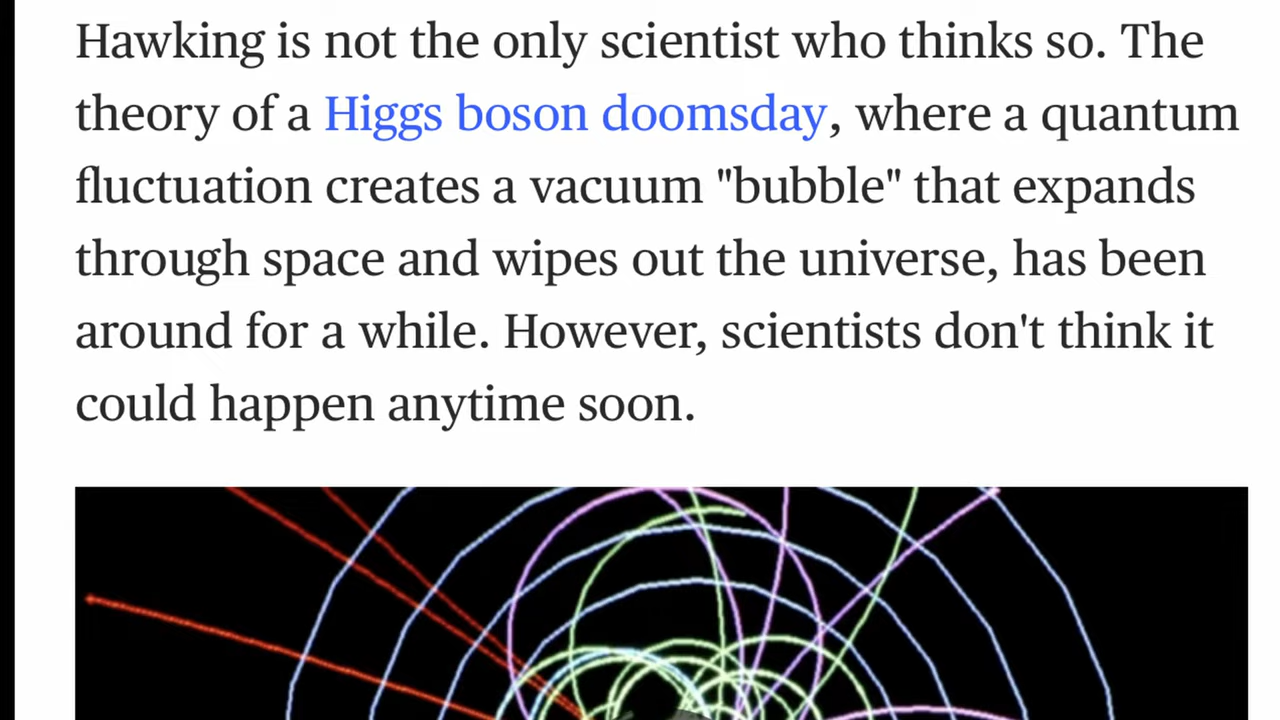 Hawking is not the only scientist who thinks so. The
theory of a Higgs boson doomsday, where a quantum
fluctuation creates a vacuum "bubble" that expands
through space and wipes out the universe, has been
around for a while. However, scientists don't think it
could happen anytime soon.